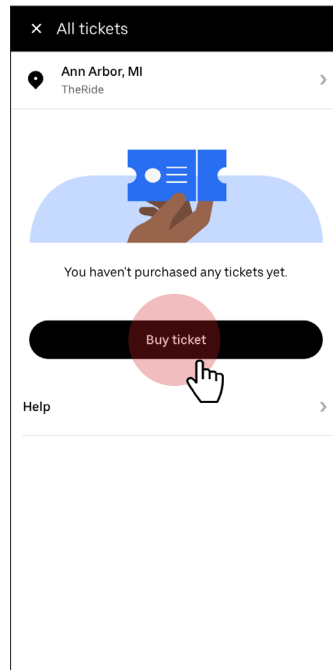 All tickets
Ann Arbor, MI
TheRide
You haven't purchased any tickets yet.
Buy ticket
Help